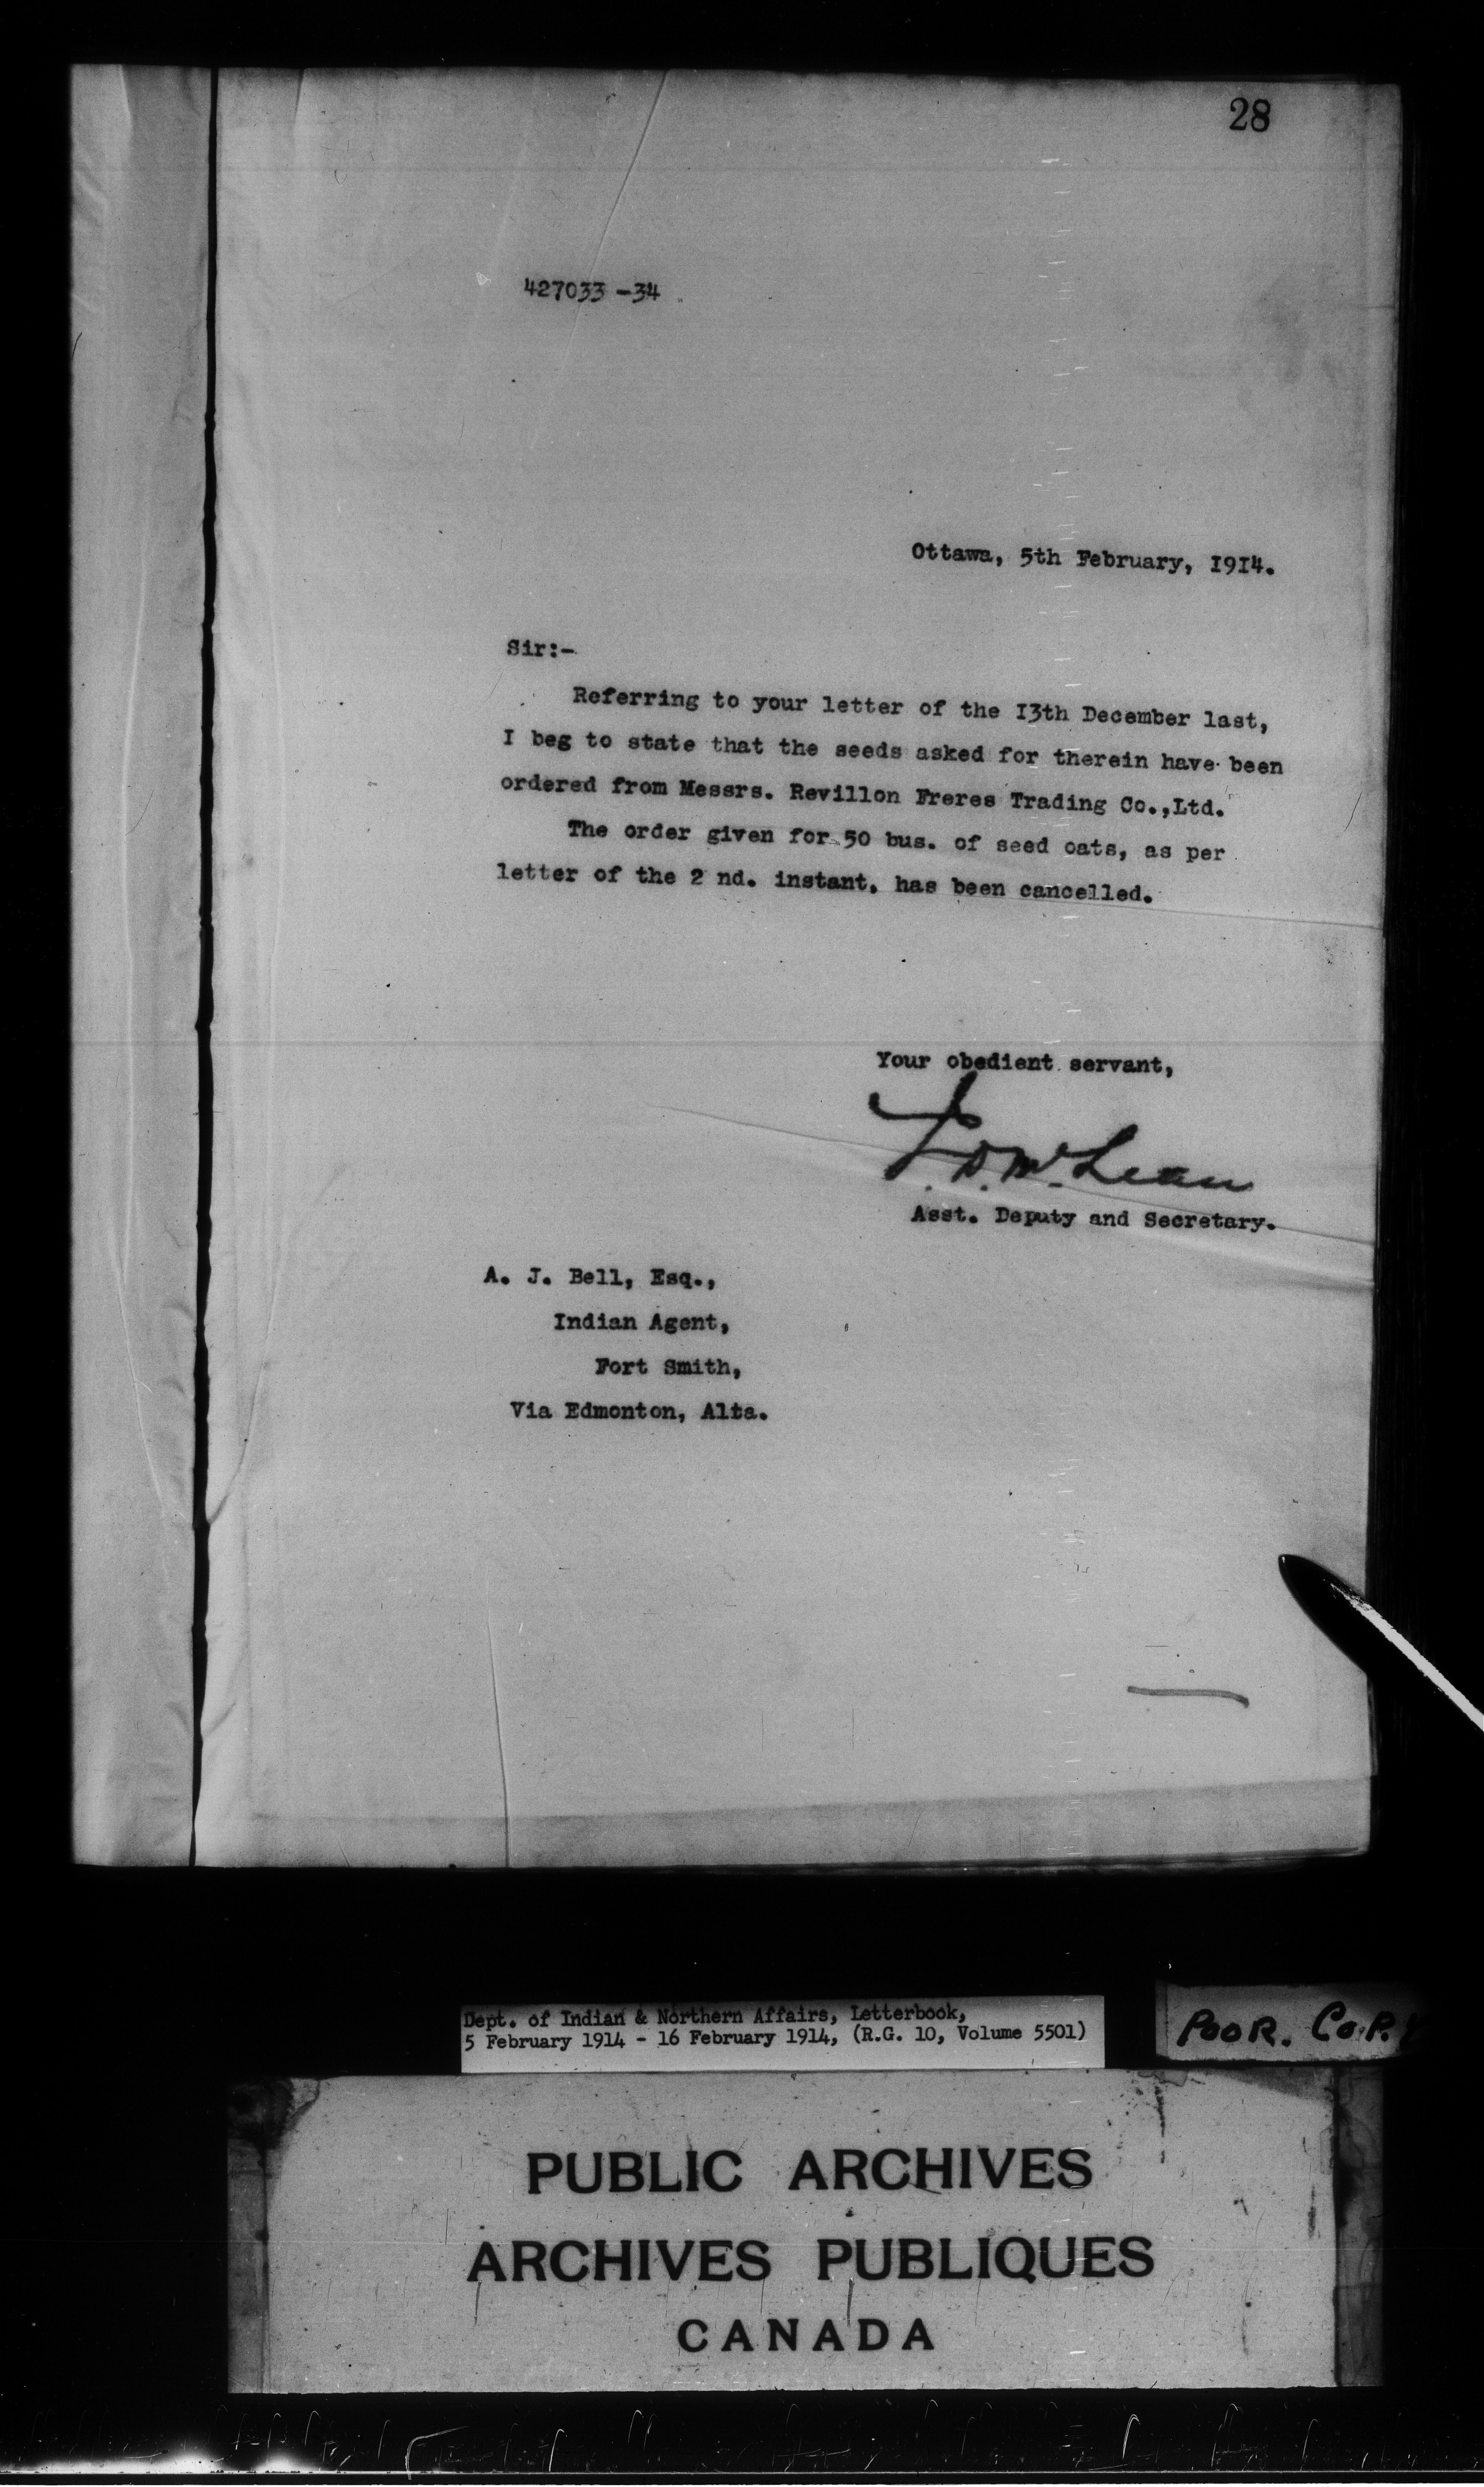 28
427033-34
Ottawa, 5th February, 1914.
Sir:-
Referring to your letter of the 13th December last,
I beg to state that the seeds asked for therein have been
ordered from Messrs. Revillon Freres Trading Co.,Ltd.
The order given for 50 bus. of seed oats, as per
letter of the 2 nd. instant. has been cancelled.
Your obedient servant,
J. D. McLean
Asst. Deputy and Secretary.
A. J. Bell, Esq.,
Indian Agent,
Fort Smith,
Via Edmonton, Alta.
Dept. of Indian & Northern Affairs, Letterbook,
5 February 1914 - 16 February 1914, (R.G. 10, Volume 5501)
POOR. COPY
PUBLIC ARCHIVES
ARCHIVES PUBLIQUES
CANADA